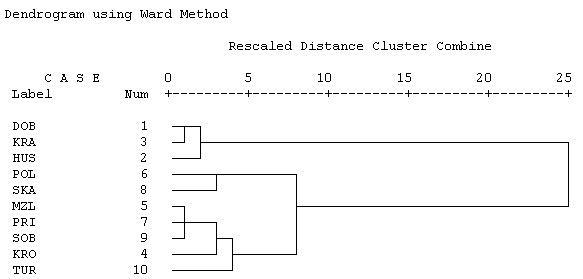 Dendrogram using Ward Method
Rescaled Distance Cluster Combine
C A S E 0 5 10 15 20 25
Label Num +---------+---------+---------+---------+---------+
DOB 1
KRA 3
HUS 2
POL 6
SKA 8
MZL 5
PRI 7
SOB 9
KRO 4
TUR 10